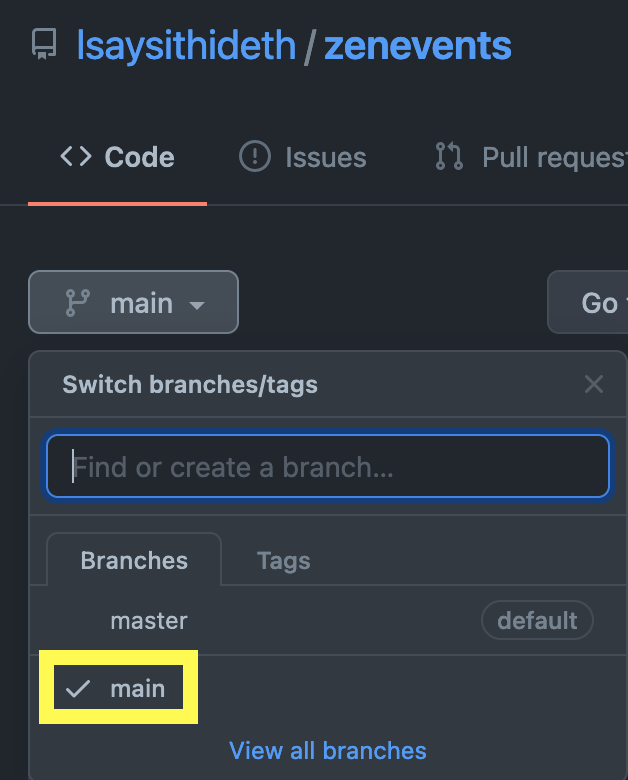 lsaysithideth / zenevents
Code Issues Pull reques
main Go
Switch branches/tags
Find or create a branch...
Branches Tags
master default
main
View all branches